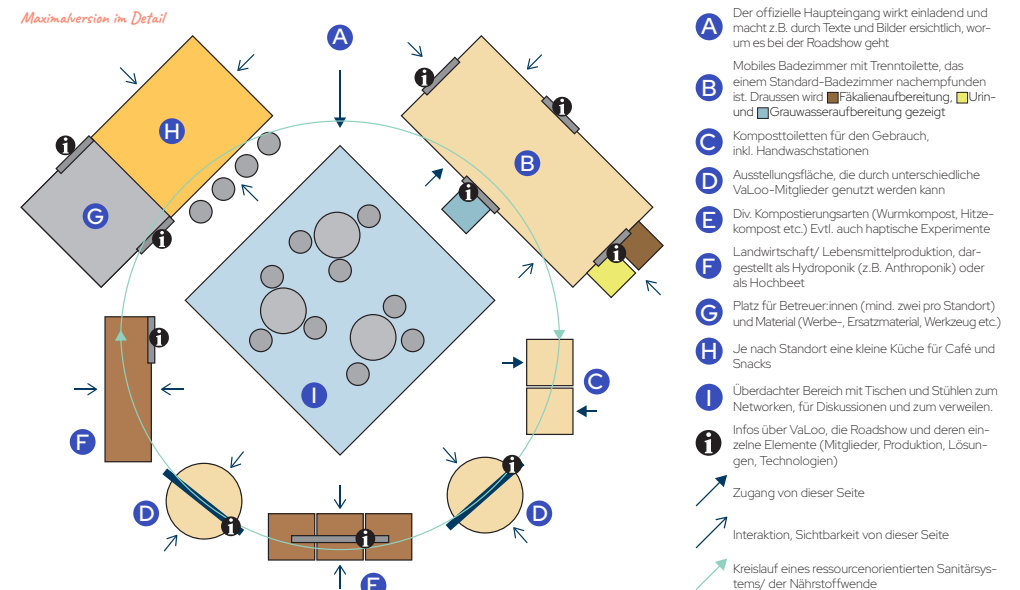 Maximalversion im Detail
A
H
B
G
I
C
F
D
D
E
i
i
i
i
i
i
i
i
i
i
A
Der offizielle Haupteingang wirkt einladend und
macht z.B. durch Texte und Bilder ersichtlich, wor-
um es bei der Roadshow geht
B
Mobiles Badezimmer mit Trenntoilette, das
einem Standard-Badezimmer nachempfunden
ist. Draussen wird Fäkalienaufbereitung, Urin-
und Grauwasseraufbereitung gezeigt
C
Komposttoiletten für den Gebrauch,
inkl. Handwaschstationen
D
Ausstellungsfläche, die durch unterschiedliche
VaLoo-Mitglieder genutzt werden kann
E
Div. Kompostierungsarten (Wurmkompost, Hitze-
kompost etc.) Evtl. auch haptische Experimente
F
Landwirtschaft/ Lebensmittelproduktion, dar-
gestellt als Hydroponik (z.B. Anthroponik) oder
als Hochbeet
G
Platz für Betreuer:innen (mind. zwei pro Standort)
und Material (Werbe-, Ersatzmaterial, Werkzeug etc.)
H
Je nach Standort eine kleine Küche für Café und
Snacks
I
Überdachter Bereich mit Tischen und Stühlen zum
Networken, für Diskussionen und zum verweilen.
i
Infos über VaLoo, die Roadshow und deren ein-
zelne Elemente (Mitglieder, Produktion, Lösun-
gen, Technologien)
Zugang von dieser Seite
Interaktion, Sichtbarkeit von dieser Seite
Kreislauf eines ressourcenorientierten Sanitärsys-
tems/ der Nährstoffwende